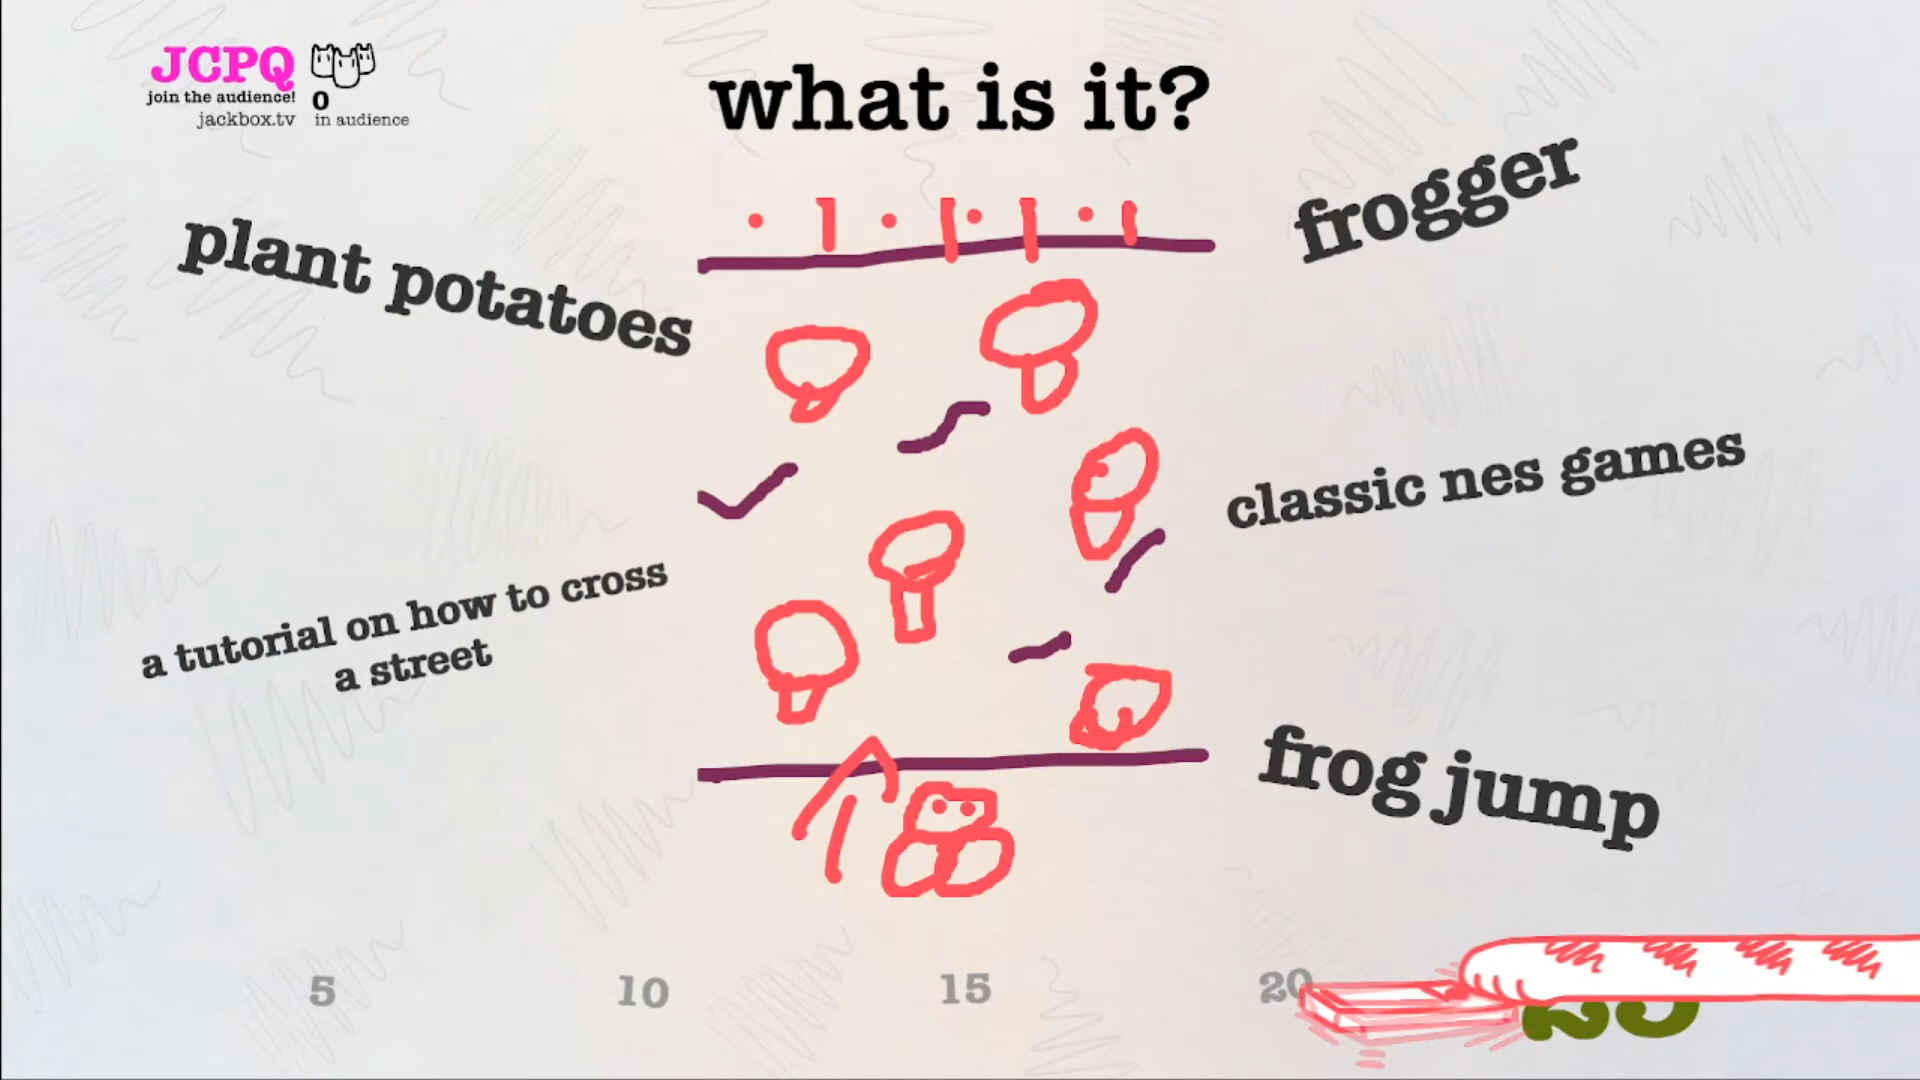 JCPQ
join the audience!
jackbox.tv
0
in audience
what is it?
frogger
plant potatoes
classic nes games
a tutorial on how to cross
a street
frog jump
5
10
15
20